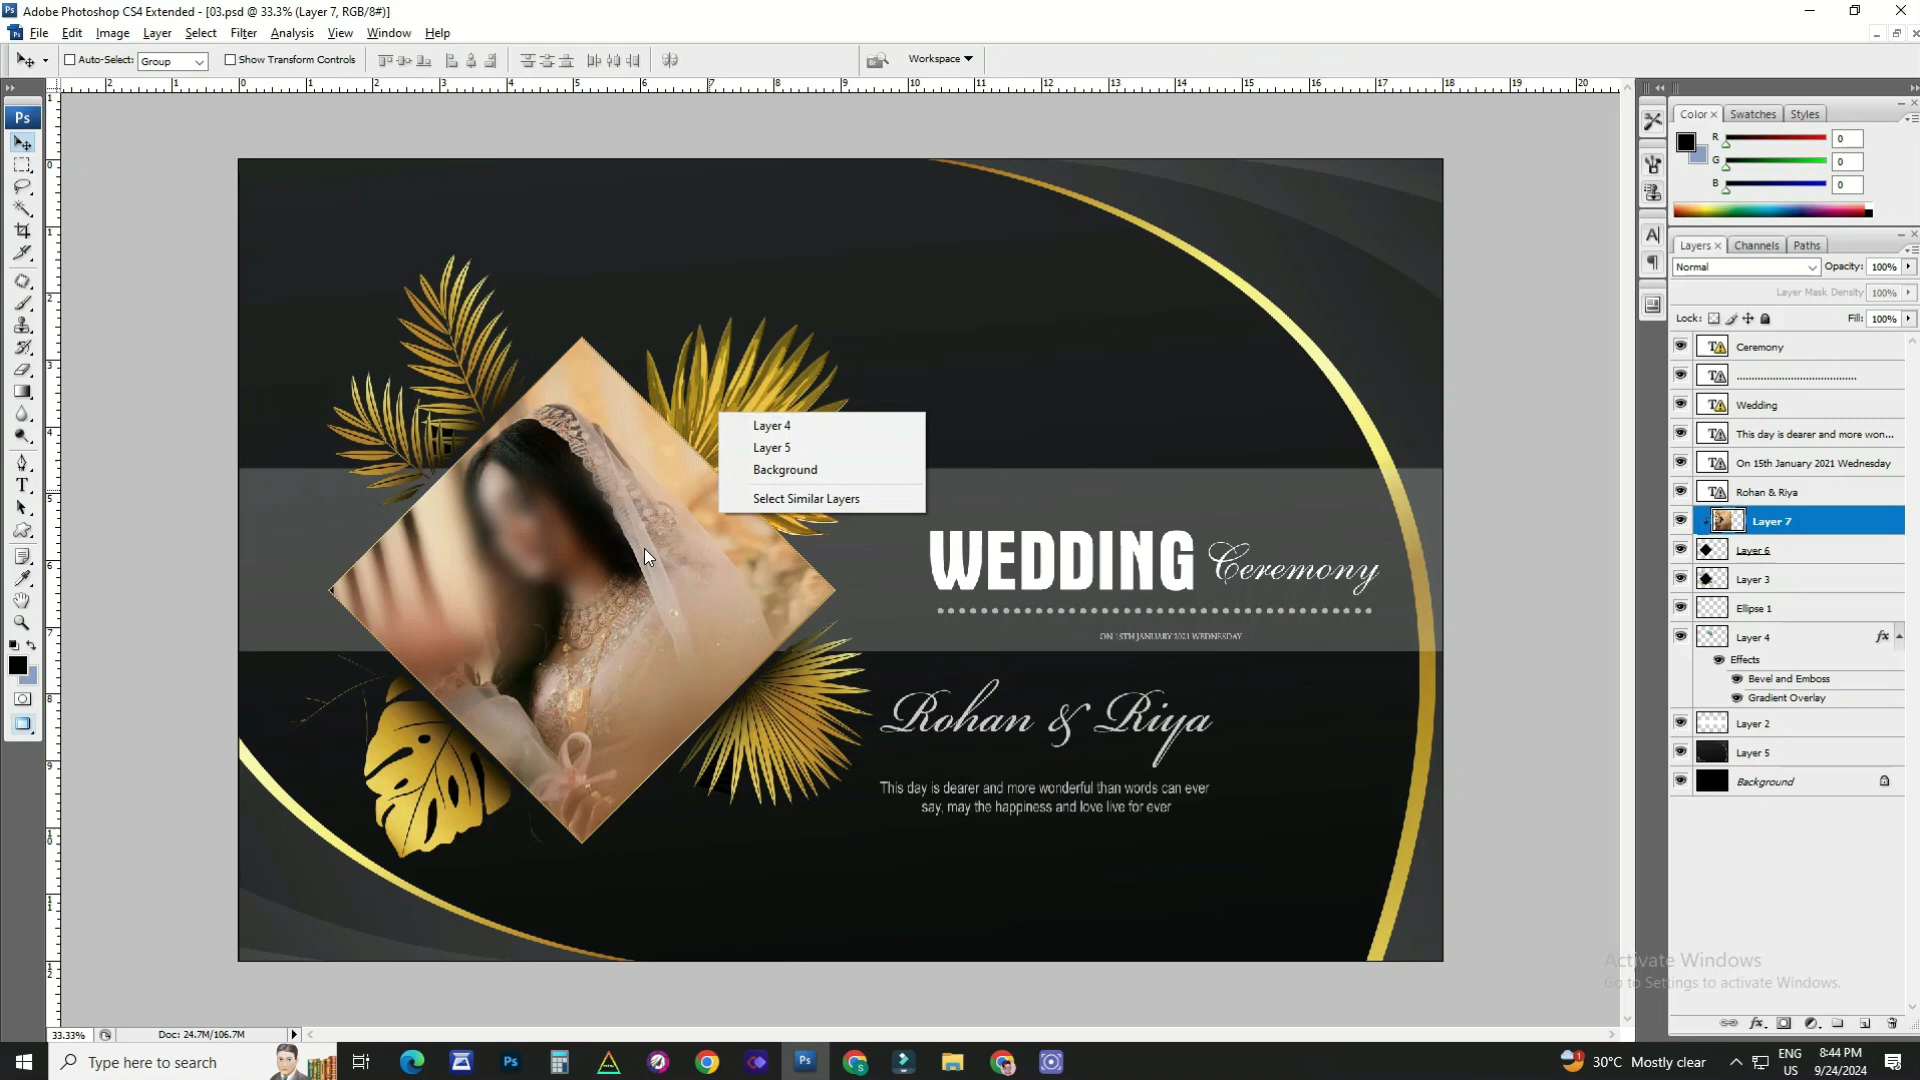 Adobe Photoshop CS4 Extended - [03.psd @ 33.3% (Layer 7, RGB/8#)]
File Edit Image Layer Select Filter Analysis View Window Help
Auto-Select: Group Show Transform Controls Workspace
Color Swatches Styles
R 0
G 0
B 0
Layers Channels Paths
Normal Opacity: 100%
Layer Mask Density 100%
Lock: Fill: 100%
Ceremony
........................................
Wedding
This day is dearer and more won...
On 15th January 2021 Wednesday
Rohan & Riya
Layer 7
Layer 6
Layer 3
Ellipse 1
Layer 4 fx
Effects
Bevel and Emboss
Gradient Overlay
Layer 2
Layer 5
Background
Layer 4
Layer 5
Background
Select Similar Layers
WEDDING Ceremony
ON 15TH JANUARY 2021 WEDNESDAY
Rohan & Riya
This day is dearer and more wonderful than words can ever
say, may the happiness and love live for ever
Activate Windows
Go to Settings to activate Windows.
33.33% Doc: 24.7M/106.7M
Type here to search
30°C Mostly clear
ENG
US
8:44 PM
9/24/2024